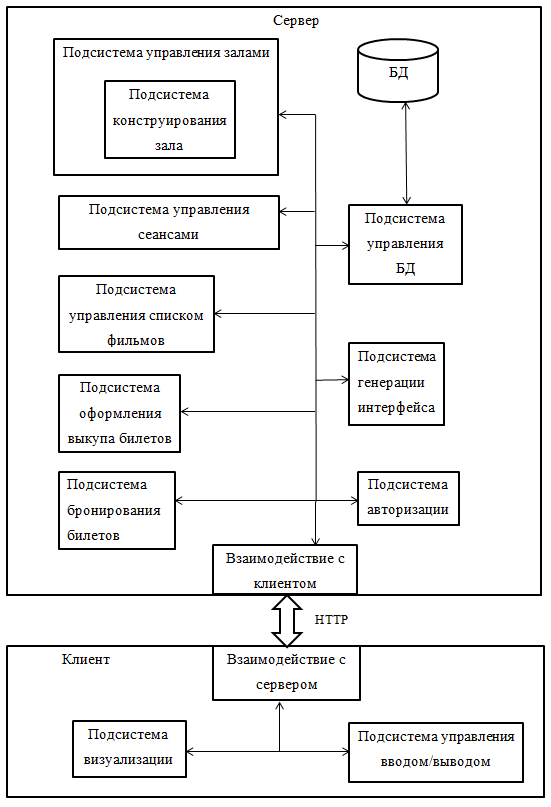 Сервер
Подсистема управления залами
Подсистема
конструирования
зала
БД
Подсистема управления
сеансами
Подсистема
управления
БД
Подсистема
управления списком
фильмов
Подсистема
генерации
интерфейса
Подсистема
оформления
выкупа билетов
Подсистема
бронирования
билетов
Подсистема
авторизации
Взаимодействие с
клиентом
HTTP
Клиент
Взаимодействие с
сервером
Подсистема
визуализации
Подсистема управления
вводом/выводом